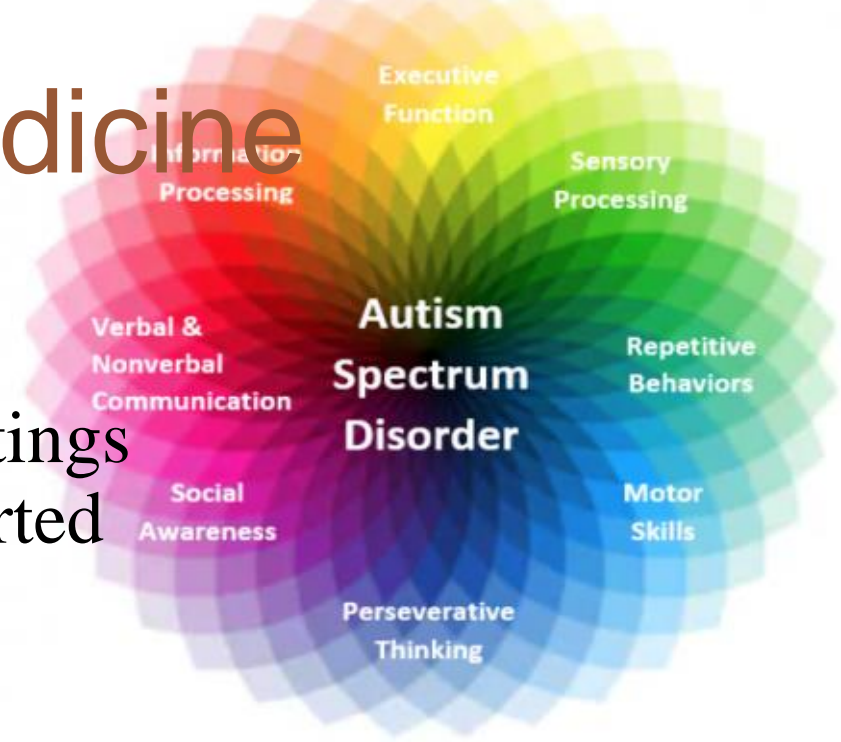 Executive
Function
dicine
Information
Processing
Sensory
Processing
Autism
Spectrum
Disorder
Verbal &
Nonverbal
Communication
Repetitive
Behaviors
tings
rted
Social
Awareness
Motor
Skills
Perseverative
Thinking